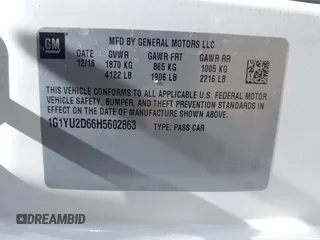 GM
MFD BY GENERAL MOTORS LLC
12/16 GVWR GAWR FRT GAWR RR
1870 KG 865 KG 1005 KG
4122 LB 1906 LB 2216 LB
THIS VEHICLE CONFORMS TO ALL APPLICABLE U.S. FEDERAL MOTOR
VEHICLE SAFETY, BUMPER, AND THEFT PREVENTION STANDARDS IN
EFFECT ON THE DATE OF MANUFACTURE SHOWN ABOVE.
1G1YU2D66H5602863 TYPE: PASS CAR
DREAMBID